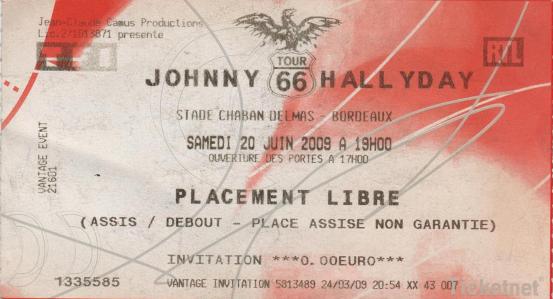 Jean-Claude Camus Productions
Lic.2/1013871 presente
RTL
TOUR
JOHNNY 66 HALLYDAY
STADE CHABAN DELMAS - BORDEAUX
SAMEDI 20 JUIN 2009 A 19H00
OUVERTURE DES PORTES A 17H00
VANTAGE EVENT
21601
PLACEMENT LIBRE
(ASSIS / DEBOUT - PLACE ASSISE NON GARANTIE)
INVITATION ***0.00EURO***
1335585
VANTAGE INVITATION 5813489 24/03/09 20:54 XX 43 007
ticketnet